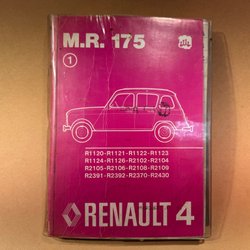 M.R. 175
1
R1120-R1121-R1122-R1123
R1124-R1126-R2102-R2104
R2105-R2106-R2108-R2109
R2391-R2392-R2370-R2430
RENAULT 4